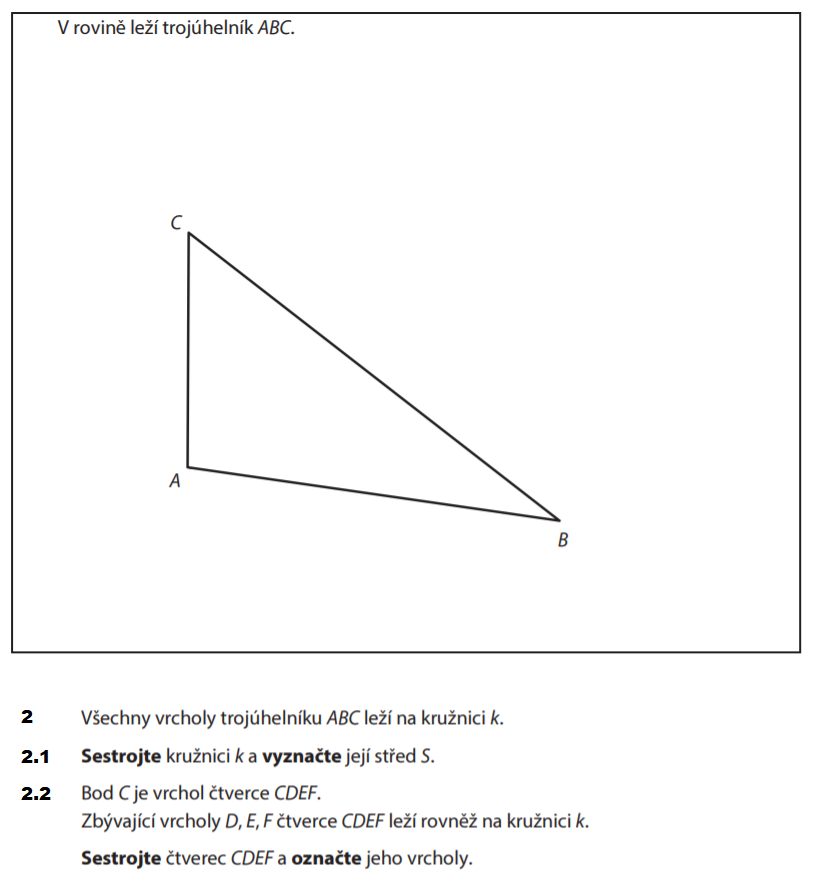 V rovině leží trojúhelník ABC.
C
A
B
2 Všechny vrcholy trojúhelníku ABC leží na kružnici k.
2.1 Sestrojte kružnici k a vyznačte její střed S.
2.2 Bod C je vrchol čtverce CDEF.
Zbývající vrcholy D, E, F čtverce CDEF leží rovněž na kružnici k.
Sestrojte čtverec CDEF a označte jeho vrcholy.